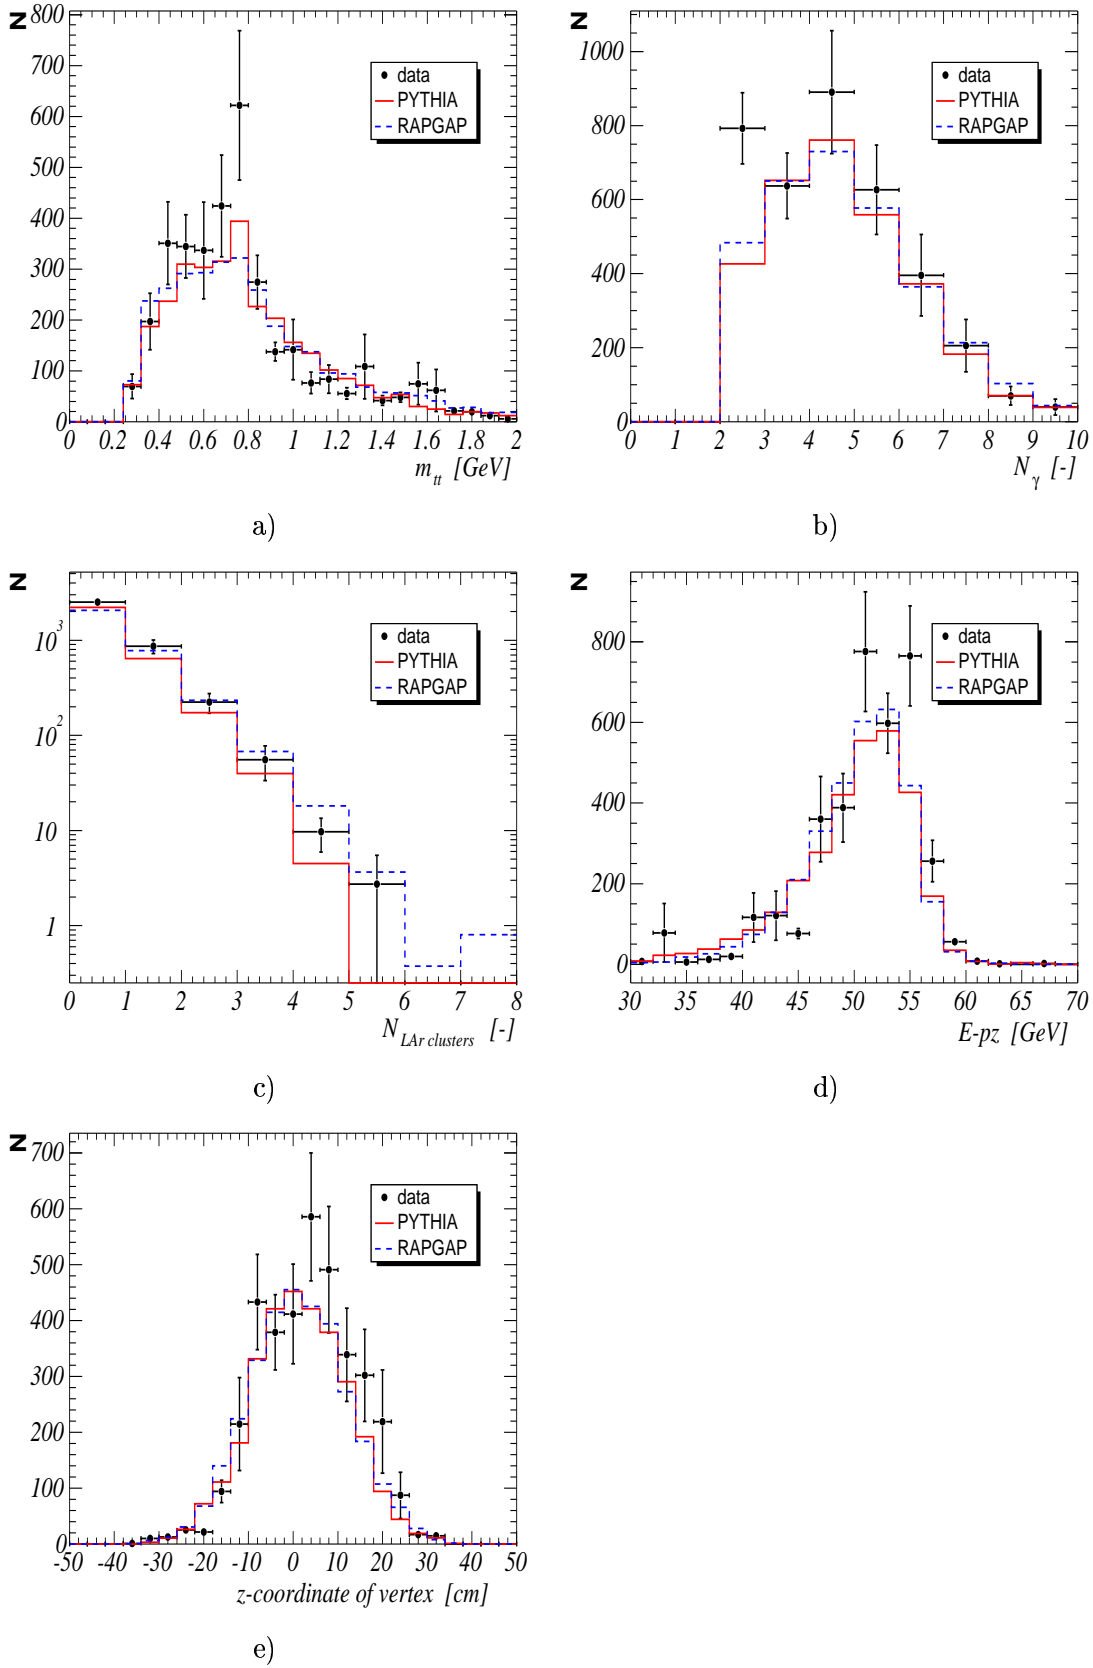 N
800
700
600
500
400
300
200
100
0
data
PYTHIA
RAPGAP
0 0.2 0.4 0.6 0.8 1 1.2 1.4 1.6 1.8 2
m_tt [GeV]
a)
N
1000
800
600
400
200
0
data
PYTHIA
RAPGAP
0 1 2 3 4 5 6 7 8 9 10
N_γ [-]
b)
N
10^3
10^2
10
1
data
PYTHIA
RAPGAP
0 1 2 3 4 5 6 7 8
N_LAr clusters [-]
c)
N
800
600
400
200
0
data
PYTHIA
RAPGAP
30 35 40 45 50 55 60 65 70
E-pz [GeV]
d)
N
700
600
500
400
300
200
100
0
data
PYTHIA
RAPGAP
-50 -40 -30 -20 -10 0 10 20 30 40 50
z-coordinate of vertex [cm]
e)